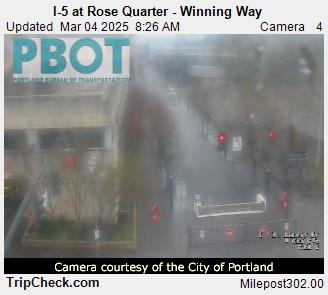 I-5 at Rose Quarter - Winning Way
Updated Mar 04 2025 8:26 AM Camera 4
PBOT
PORTLAND BUREAU OF TRANSPORTATION
Camera courtesy of the City of Portland
TripCheck.com Milepost302.00